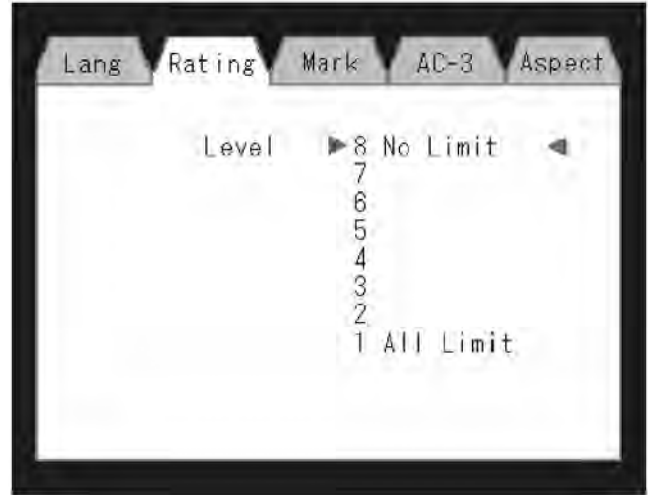 Lang Rating Mark AC-3 Aspect
Level ▶ 8 No Limit ◀
7
6
5
4
3
2
1 All Limit